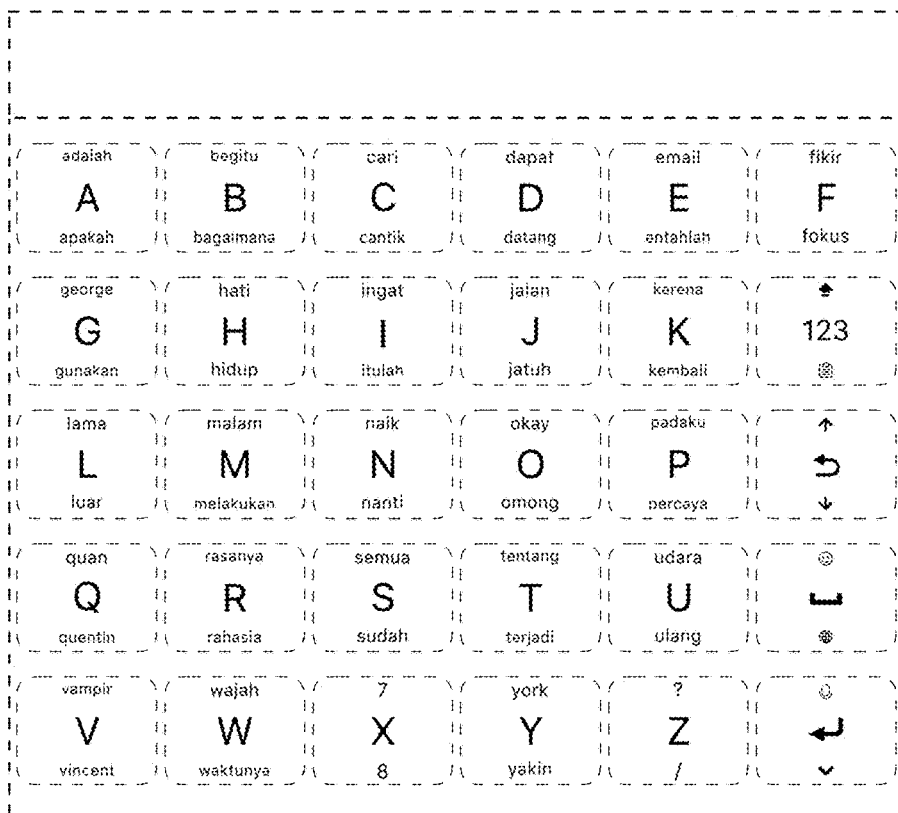 adalah begitu cari dapat email fikir
A B C D E F
apakah bagaimana cantik datang entahlah fokus
george hati ingat jalan karena
G H I J K 123
gunakan hidup itulah jatuh kembali
lama malam naik okay padaku
L M N O P
luar melakukan nanti omong percaya
quan rasanya semua tentang udara
Q R S T U
quentin rahasia sudah terjadi ulang
vampir wajah 7 york ?
V W X Y Z
vincent waktunya 8 yakin /